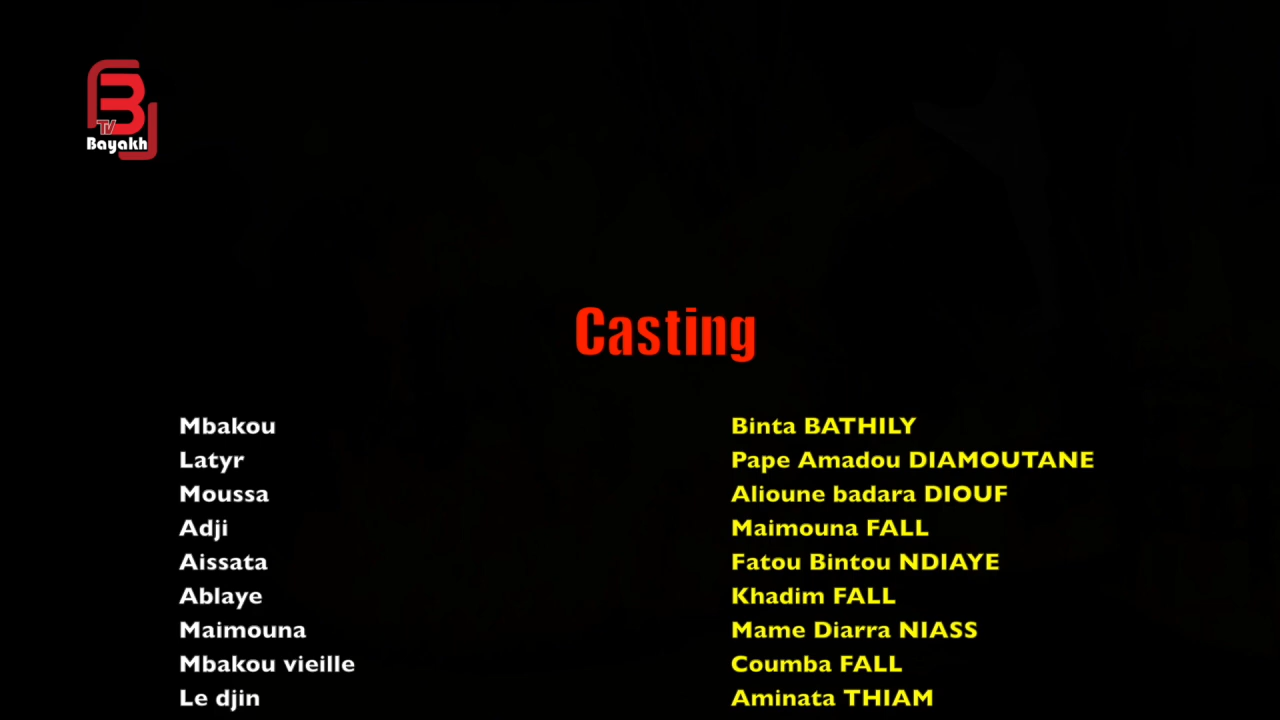 B
TV
Bayakh
Casting
Mbakou Binta BATHILY
Latyr Pape Amadou DIAMOUTANE
Moussa Alioune badara DIOUF
Adji Maimouna FALL
Aissata Fatou Bintou NDIAYE
Ablaye Khadim FALL
Maimouna Mame Diarra NIASS
Mbakou vieille Coumba FALL
Le djin Aminata THIAM